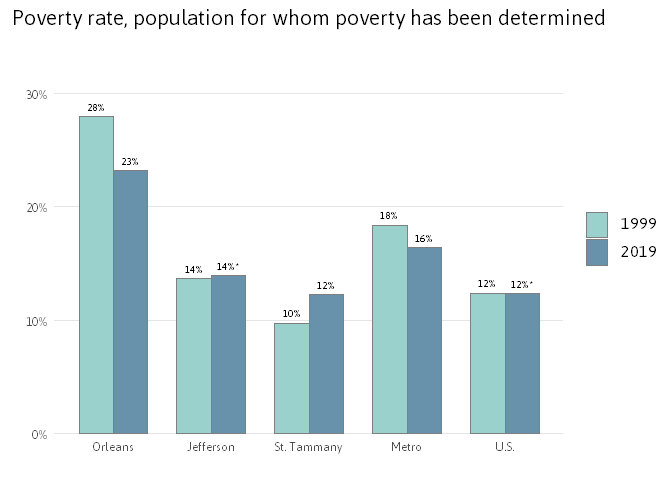 Poverty rate, population for whom poverty has been determined
30%
28%
23%
20%
18%
16%
14%
14%*
12%
12%
12%*
10%
10%
0%
Orleans
Jefferson
St. Tammany
Metro
U.S.
1999
2019